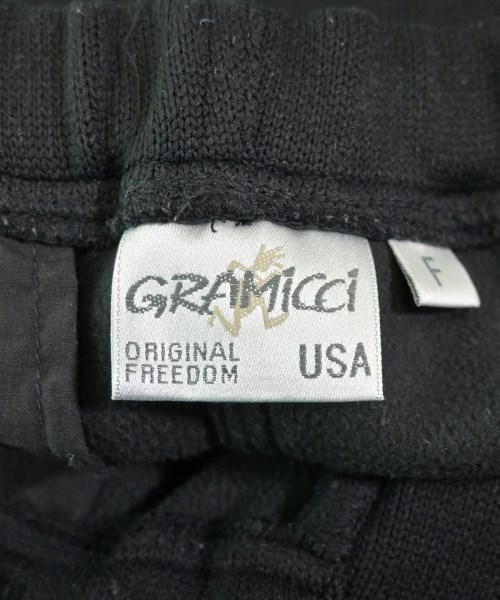 GRAMiCCi
ORIGINAL
FREEDOM
USA
F